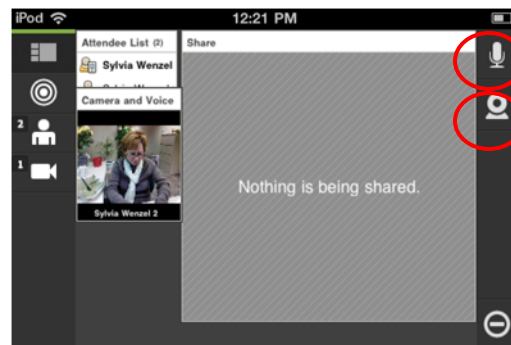 iPod 12:21 PM
Attendee List (2)
Share
Sylvia Wenzel
Camera and Voice
2
1
Sylvia Wenzel 2
Nothing is being shared.